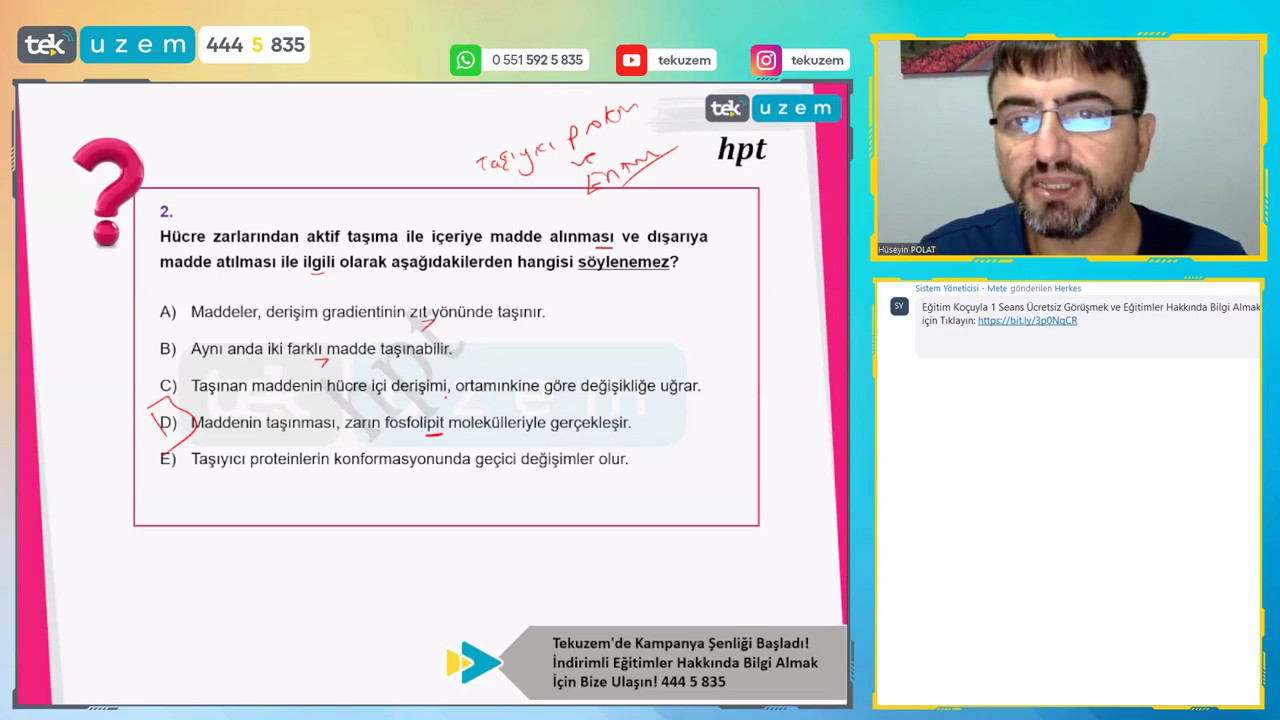 tek uzem 444 5 835
0 551 592 5 835
tekuzem
tekuzem
tek uzem
hpt
Taşıyıcı protein
ve
Enzim
2.
Hücre zarlarından aktif taşıma ile içeriye madde alınması ve dışarıya
madde atılması ile ilgili olarak aşağıdakilerden hangisi söylenemez?
A) Maddeler, derişim gradientinin zıt yönünde taşınır.
B) Aynı anda iki farklı madde taşınabilir.
C) Taşınan maddenin hücre içi derişimi, ortamınkine göre değişikliğe uğrar.
D) Maddenin taşınması, zarın fosfolipit molekülleriyle gerçekleşir.
E) Taşıyıcı proteinlerin konformasyonunda geçici değişimler olur.
hpt
tekuzem
Tekuzem'de Kampanya Şenliği Başladı!
İndirimli Eğitimler Hakkında Bilgi Almak
İçin Bize Ulaşın! 444 5 835
Hüseyin POLAT
Sistem Yöneticisi - Mete gönderilen Herkes
SY
Eğitim Koçuyla 1 Seans Ücretsiz Görüşmek ve Eğitimler Hakkında Bilgi Almak
için Tıklayın: https://bit.ly/3p0NqCR